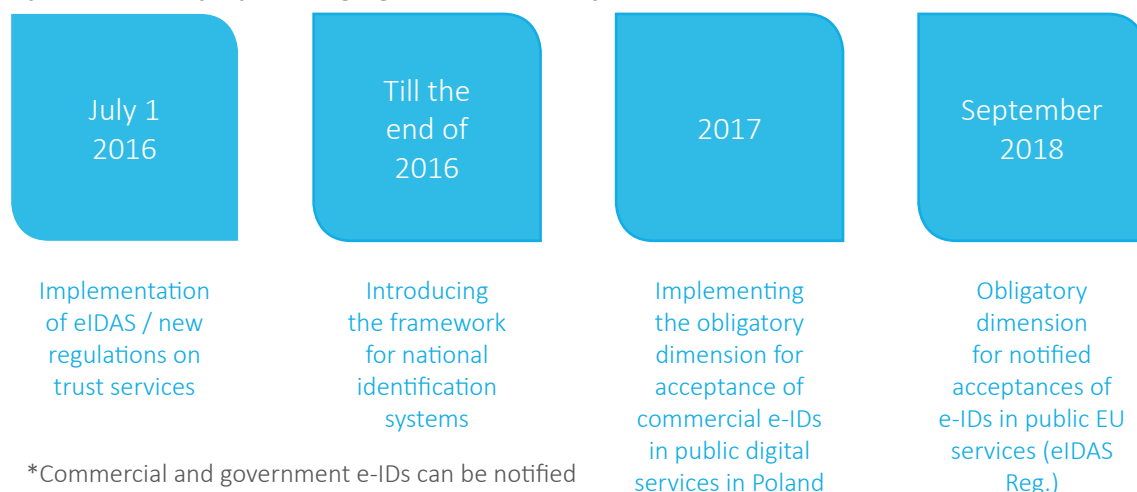 July 1
2016
Till the
end of
2016
2017
September
2018
Implementation
of eIDAS / new
regulations on
trust services
Introducing
the framework
for national
identification
systems
Implementing
the obligatory
dimension for
acceptance of
commercial e-IDs
in public digital
services in Poland
Obligatory
dimension
for notified
acceptances of
e-IDs in public EU
services (eIDAS
Reg.)
*Commercial and government e-IDs can be notified